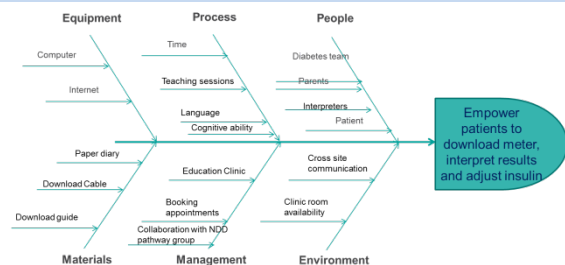 Equipment
Process
People
Computer
Internet
Time
Teaching sessions
Language
Cognitive ability
Diabetes team
Parents
Interpreters
Patient
Empower
patients to
download meter,
interpret results
and adjust insulin
Paper diary
Download Cable
Download guide
Education Clinic
Booking
appointments
Collaboration with NDD
pathway group
Cross site
communication
Clinic room
availability
Materials
Management
Environment